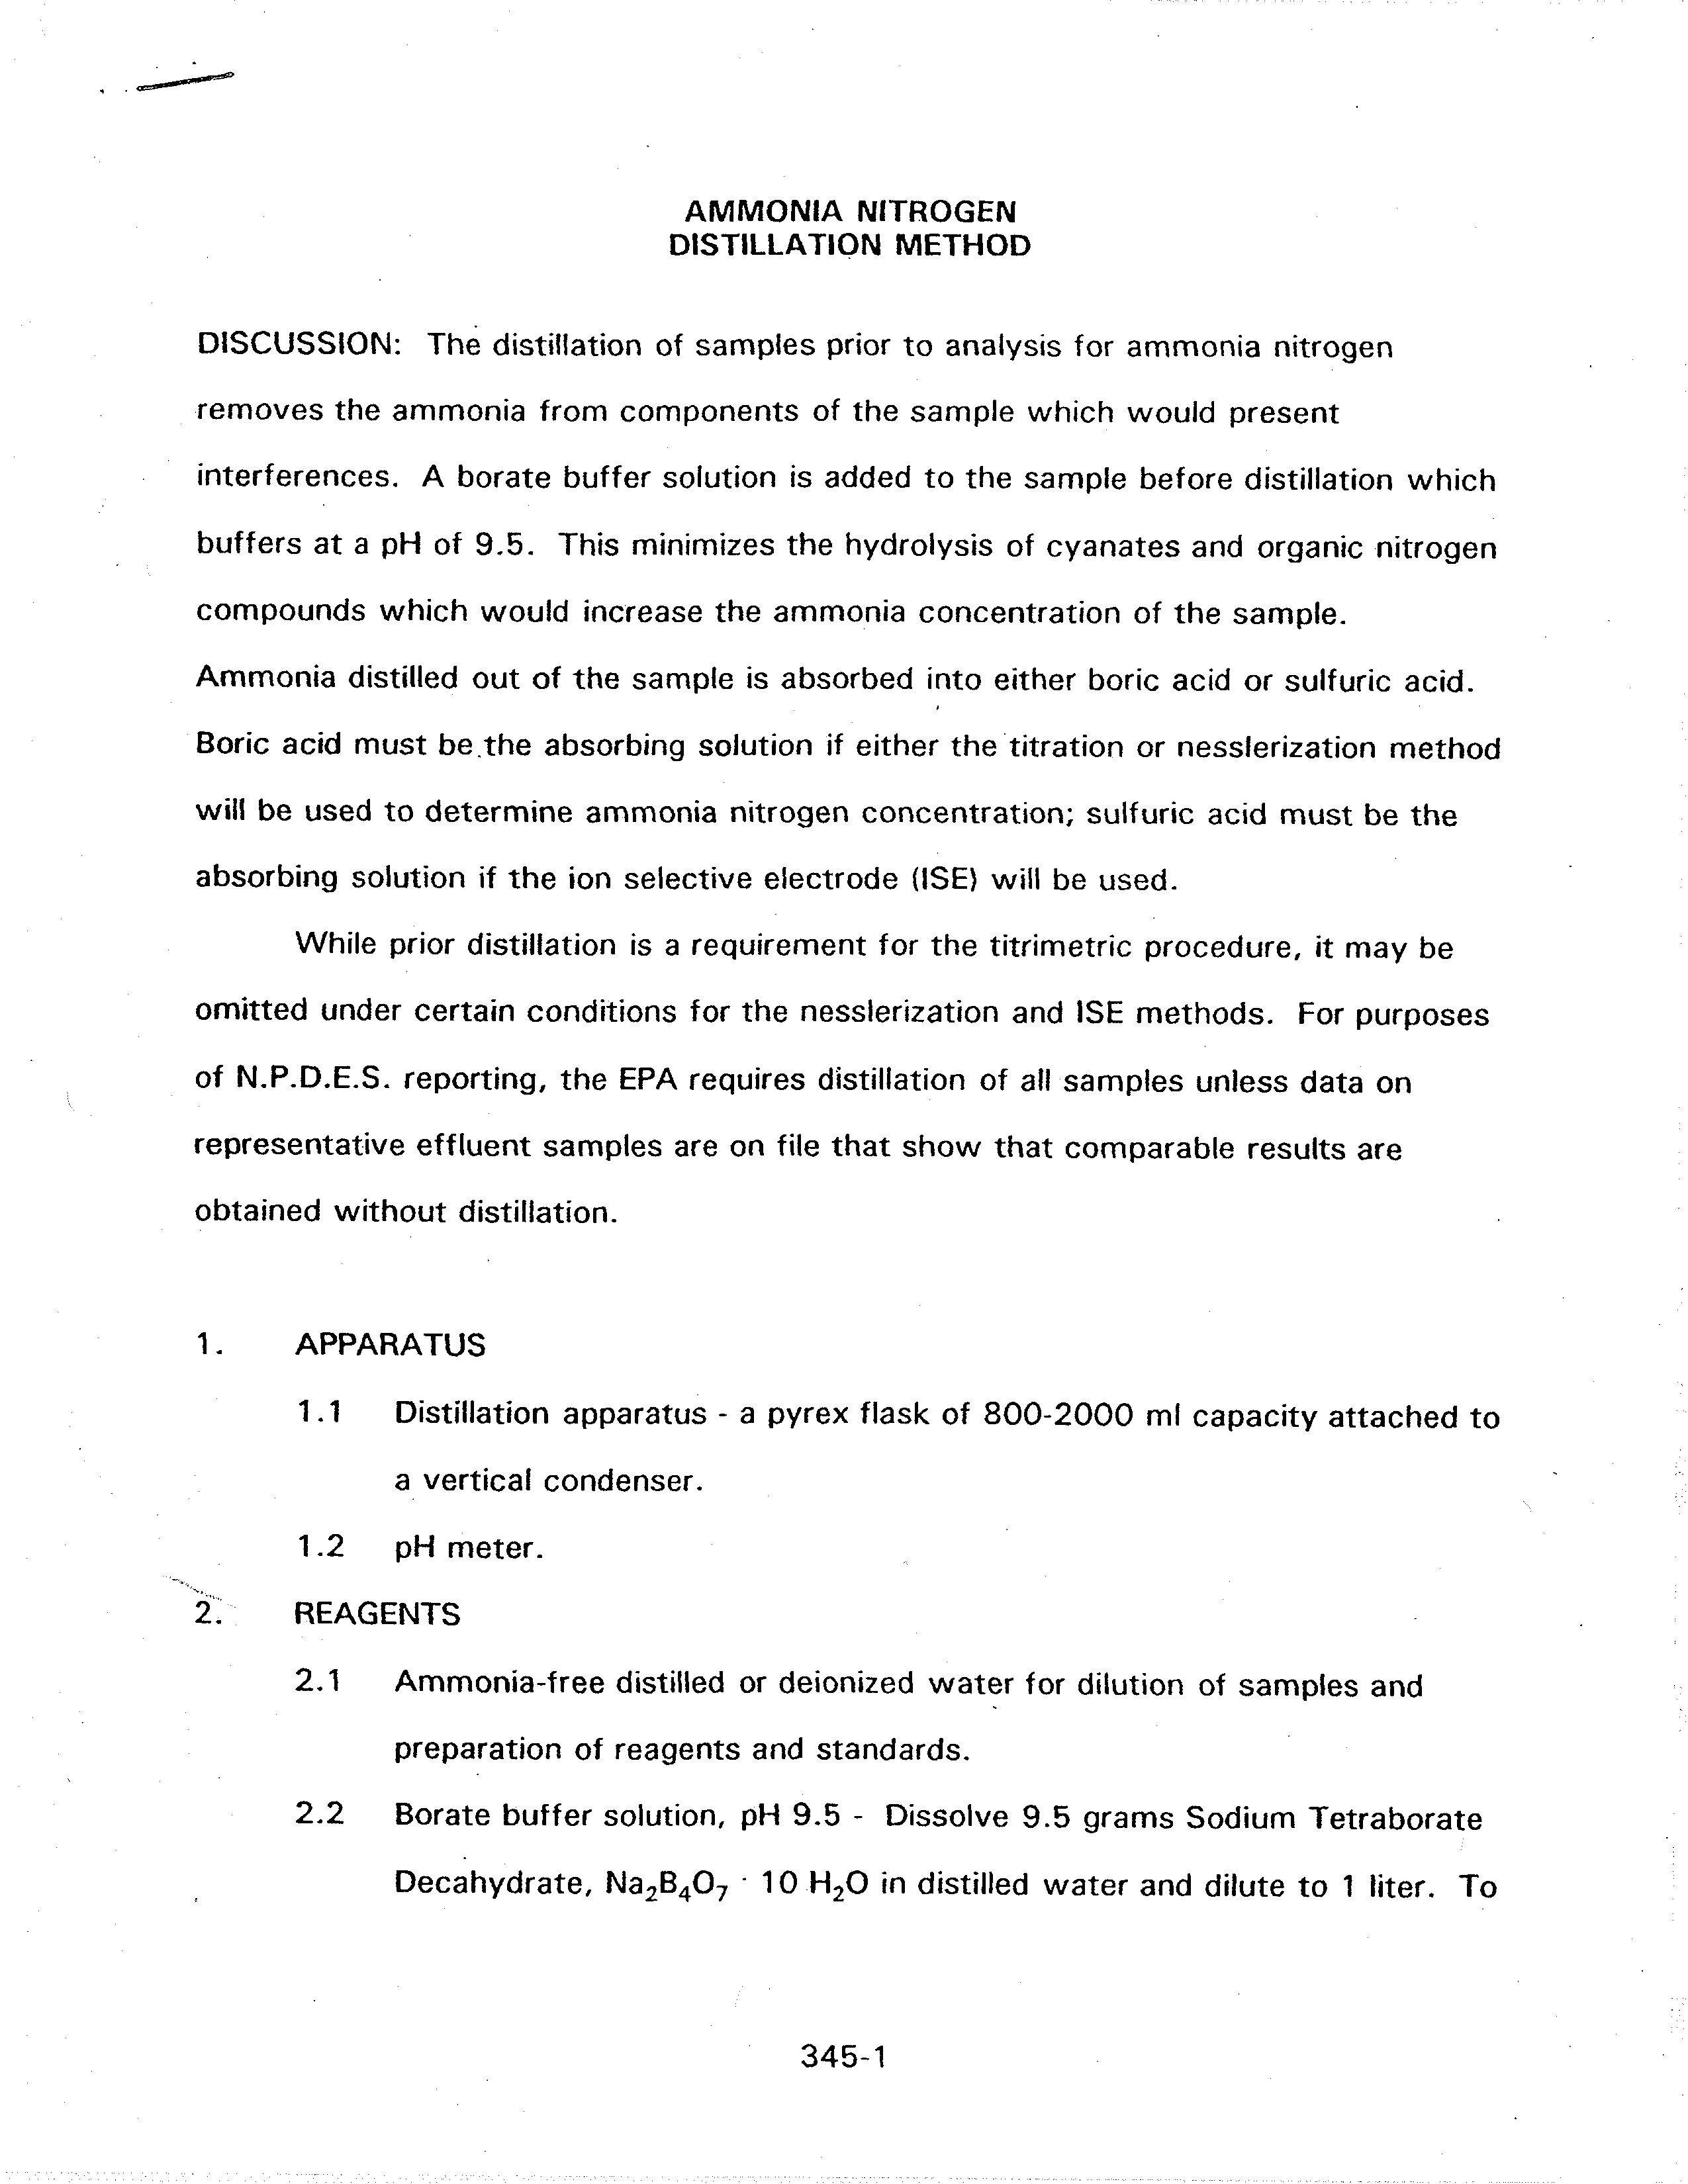 AMMONIA NITROGEN
DISTILLATION METHOD
DISCUSSION: The distillation of samples prior to analysis for ammonia nitrogen
removes the ammonia from components of the sample which would present
interferences. A borate buffer solution is added to the sample before distillation which
buffers at a pH of 9.5. This minimizes the hydrolysis of cyanates and organic nitrogen
compounds which would increase the ammonia concentration of the sample.
Ammonia distilled out of the sample is absorbed into either boric acid or sulfuric acid.
Boric acid must be the absorbing solution if either the titration or nesslerization method
will be used to determine ammonia nitrogen concentration; sulfuric acid must be the
absorbing solution if the ion selective electrode (ISE) will be used.
While prior distillation is a requirement for the titrimetric procedure, it may be
omitted under certain conditions for the nesslerization and ISE methods. For purposes
of N.P.D.E.S. reporting, the EPA requires distillation of all samples unless data on
representative effluent samples are on file that show that comparable results are
obtained without distillation.
1. APPARATUS
1.1 Distillation apparatus - a pyrex flask of 800-2000 ml capacity attached to
a vertical condenser.
1.2 pH meter.
2. REAGENTS
2.1 Ammonia-free distilled or deionized water for dilution of samples and
preparation of reagents and standards.
2.2 Borate buffer solution, pH 9.5 - Dissolve 9.5 grams Sodium Tetraborate
Decahydrate, Na₂B₄O₇ · 10 H₂O in distilled water and dilute to 1 liter. To
345-1